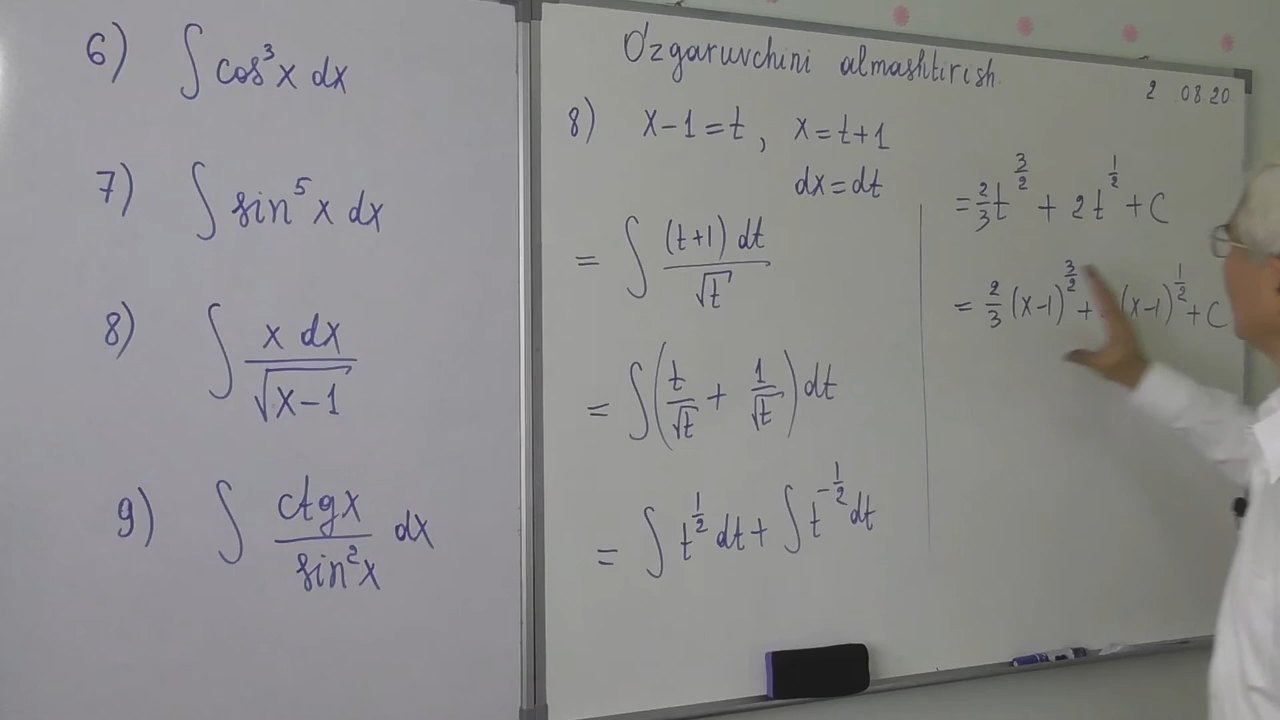 6) ∫ cos³x dx
7) ∫ sin⁵x dx
8) ∫ x dx / √(x-1)
9) ∫ ctgx / sin²x dx
O'zgaruvchini almashtirish
2 08.20
8) x-1=t, x=t+1
dx=dt
= ∫ (t+1) dt / √t
= ∫ (t/√t + 1/√t) dt
= ∫ t^(1/2) dt + ∫ t^(-1/2) dt
= 2/3 t^(3/2) + 2t^(1/2) + C
= 2/3 (x-1)^(3/2) + (x-1)^(1/2) + C